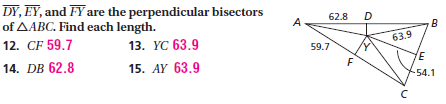 DY, EY, and FY are the perpendicular bisectors
of △ABC. Find each length.
12. CF 59.7
13. YC 63.9
14. DB 62.8
15. AY 63.9
A
62.8
D
B
59.7
63.9
F
Y
E
54.1
C